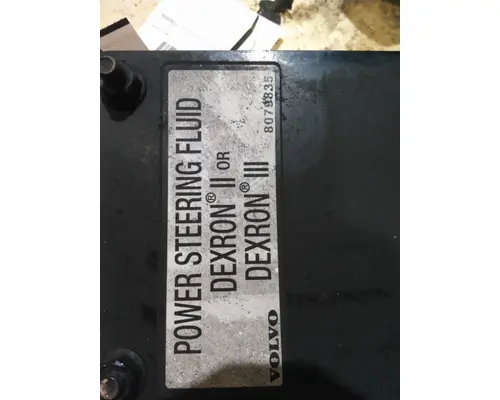 POWER STEERING FLUID
DEXRON® II OR
DEXRON® III
VOLVO 8079835